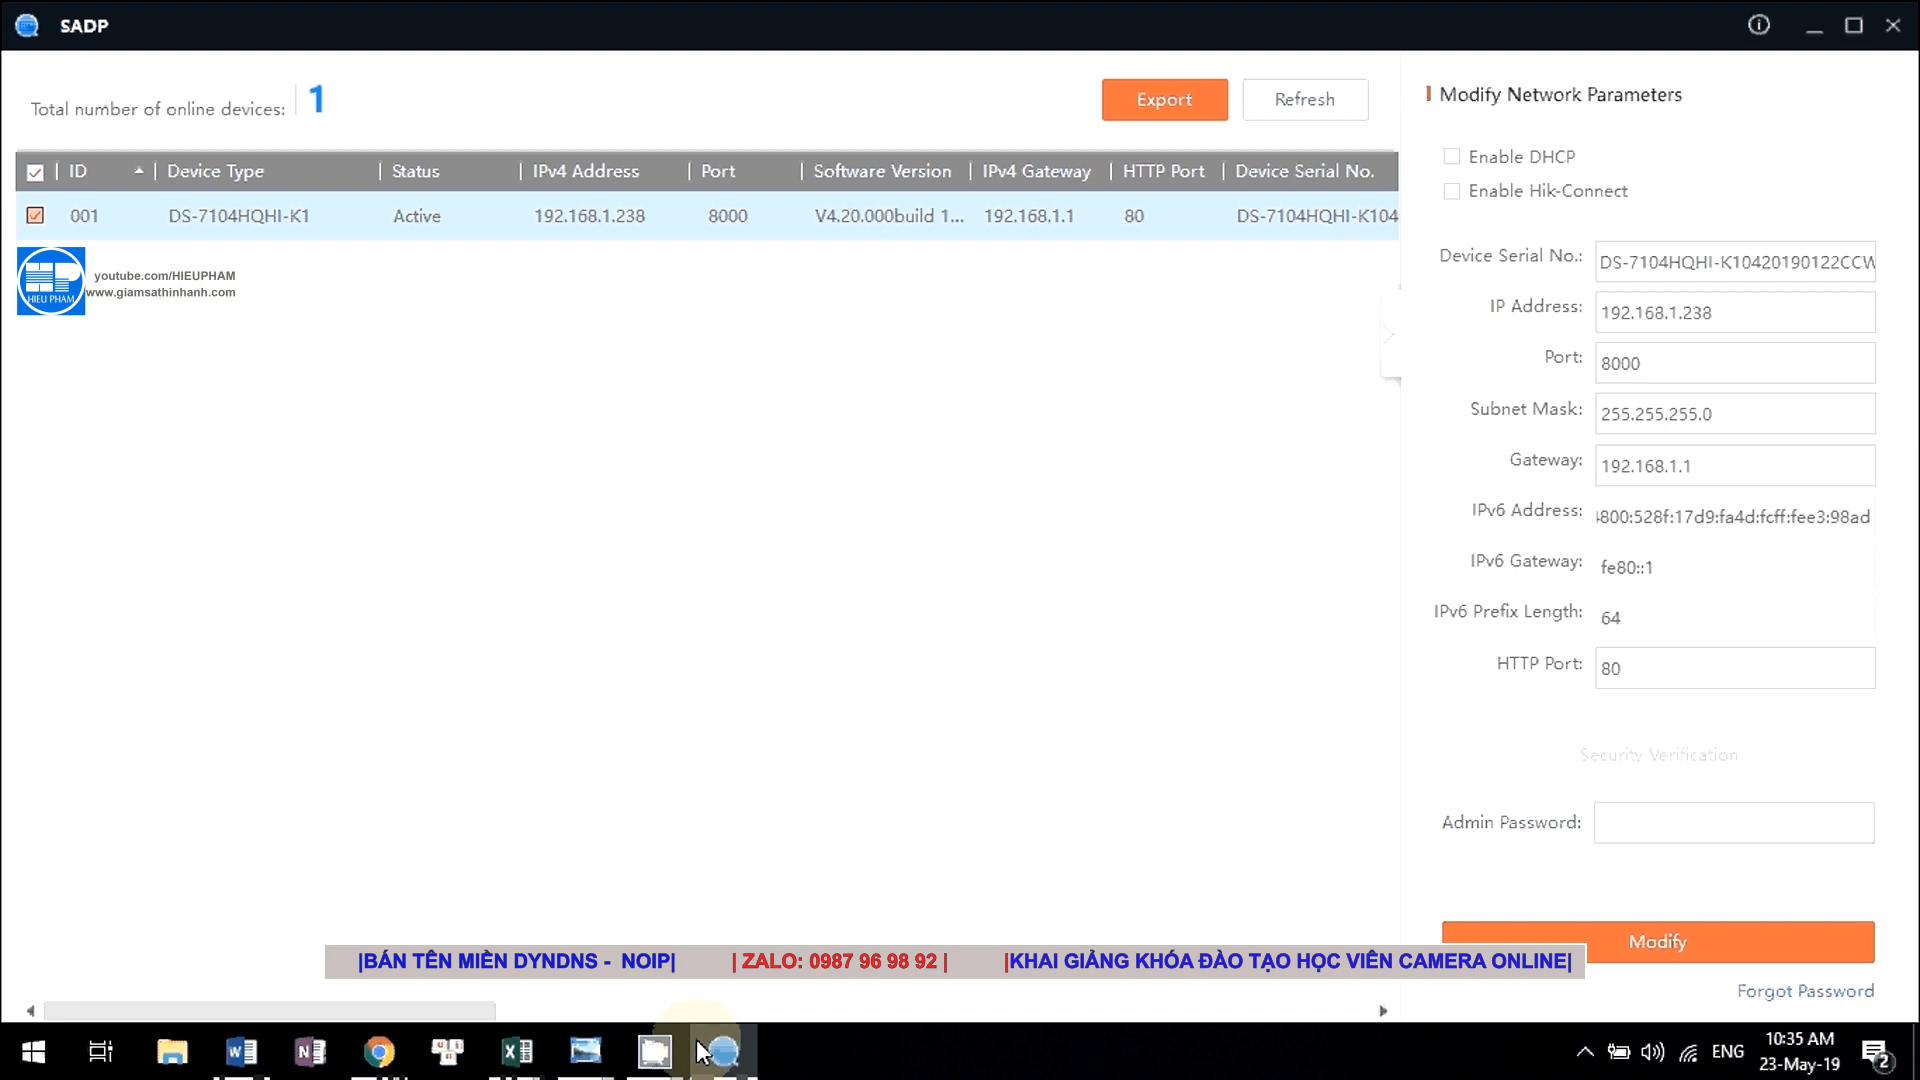 SADP
Total number of online devices: 1
Export
Refresh
ID
Device Type
Status
IPv4 Address
Port
Software Version
IPv4 Gateway
HTTP Port
Device Serial No.
001
DS-7104HQHI-K1
Active
192.168.1.238
8000
V4.20.000build 1...
192.168.1.1
80
DS-7104HQHI-K104
HP
HIEU PHAM
youtube.com/HIEUPHAM
www.giamsathinhanh.com
Modify Network Parameters
Enable DHCP
Enable Hik-Connect
Device Serial No.: DS-7104HQHI-K10420190122CCW
IP Address: 192.168.1.238
Port: 8000
Subnet Mask: 255.255.255.0
Gateway: 192.168.1.1
IPv6 Address: 4800:528f:17d9:fa4d:fcff:fee3:98ad
IPv6 Gateway: fe80::1
IPv6 Prefix Length: 64
HTTP Port: 80
Security Verification
Admin Password:
Modify
Forgot Password
|BÁN TÊN MIỀN DYNDNS - NOIP| | ZALO: 0987 96 98 92 | |KHAI GIẢNG KHÓA ĐÀO TẠO HỌC VIÊN CAMERA ONLINE|
ENG
10:35 AM
23-May-19
2